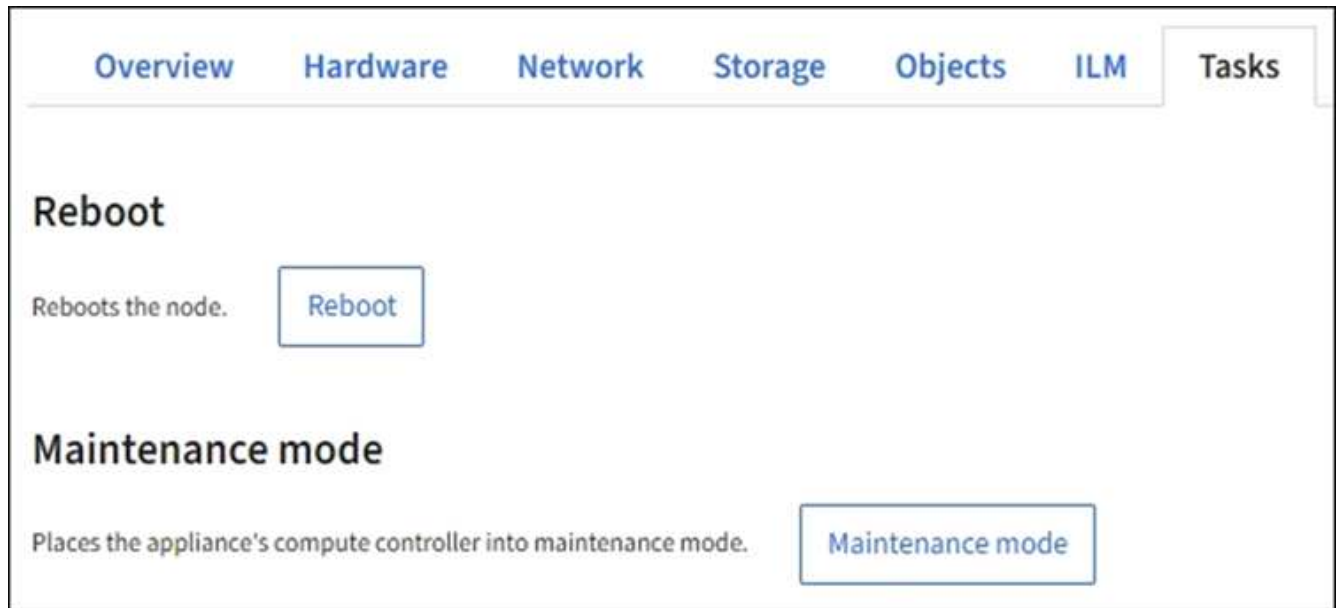 Overview Hardware Network Storage Objects ILM Tasks
Reboot
Reboots the node. Reboot
Maintenance mode
Places the appliance's compute controller into maintenance mode. Maintenance mode